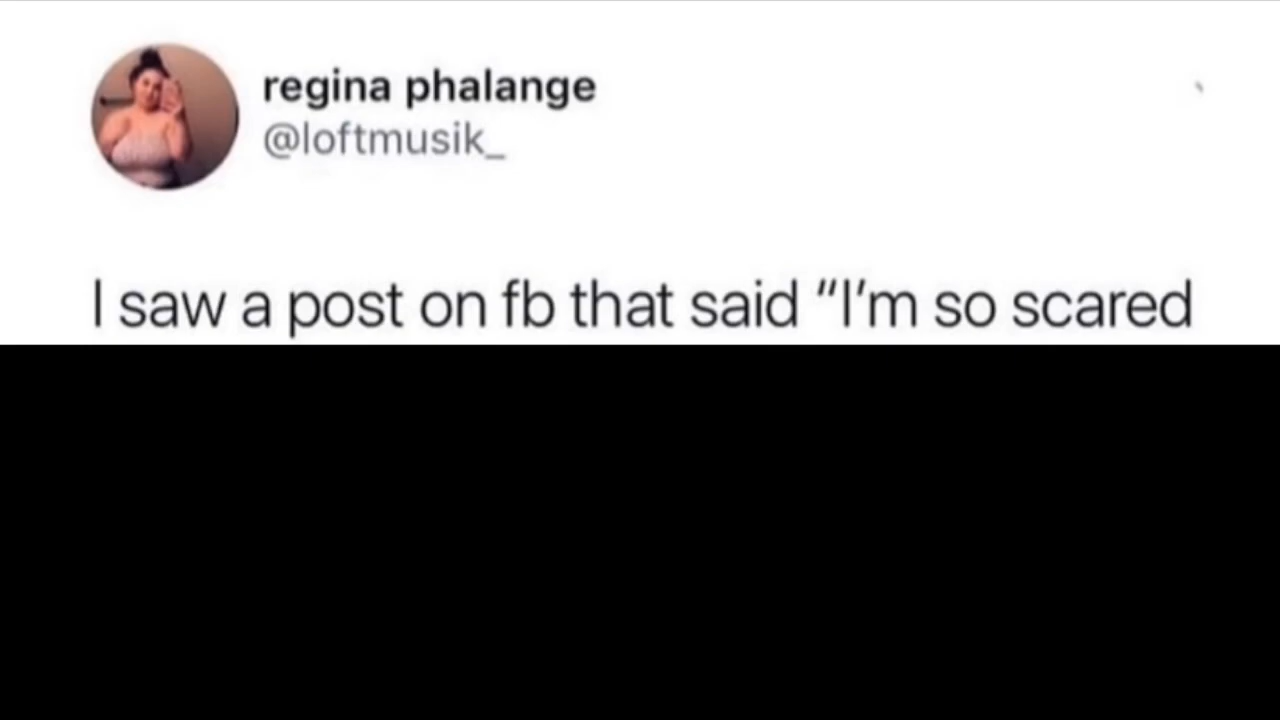 regina phalange
@loftmusik_
I saw a post on fb that said “I’m so scared